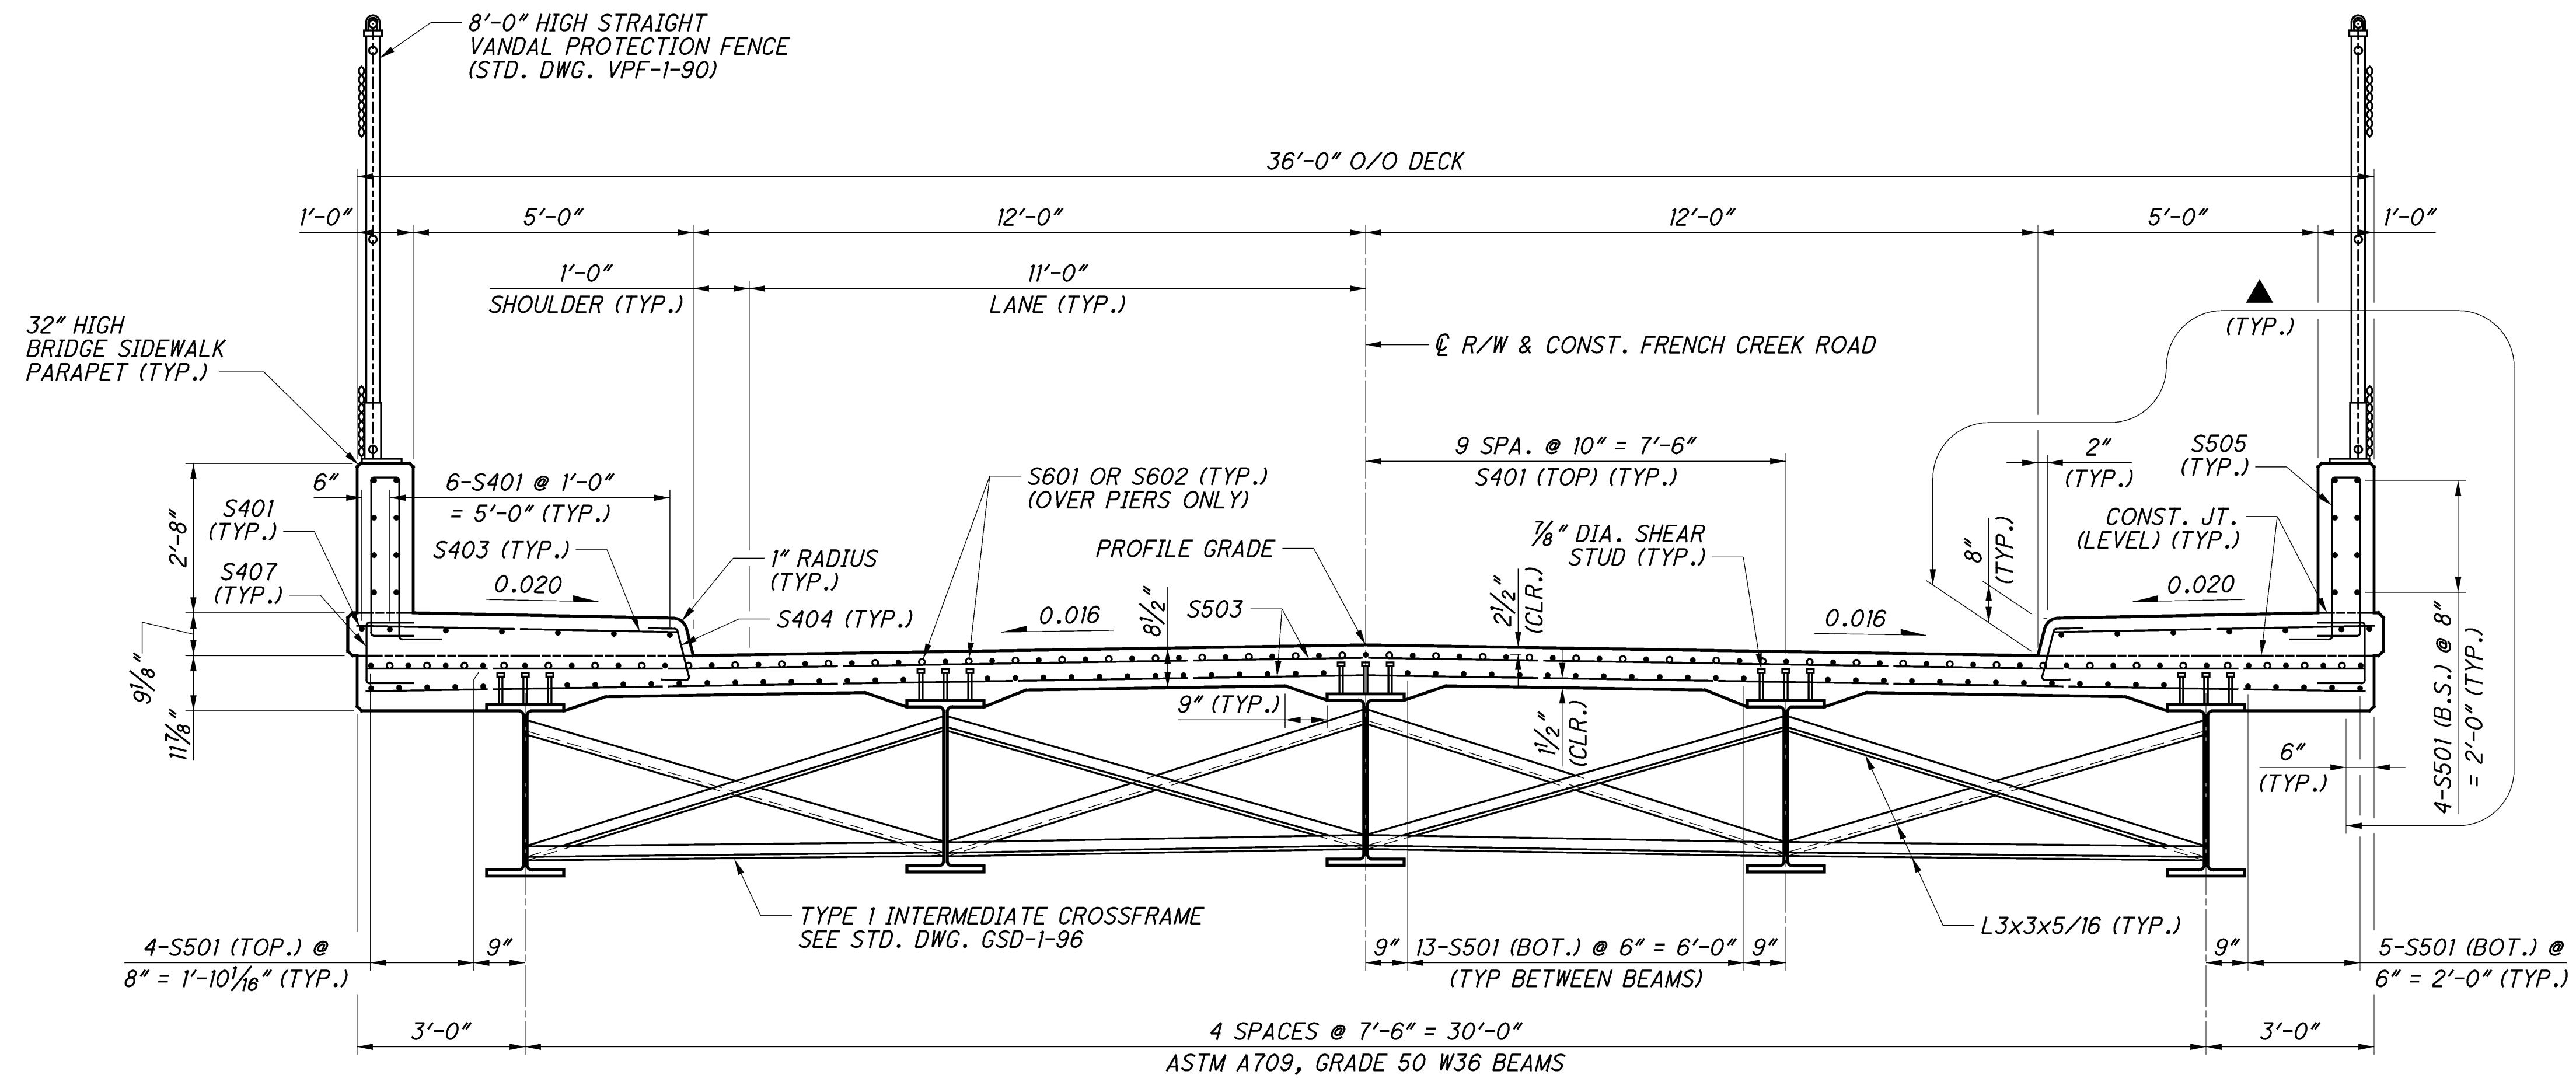 8'-0" HIGH STRAIGHT
VANDAL PROTECTION FENCE
(STD. DWG. VPF-1-90)
36'-0" O/O DECK
1'-0"
5'-0"
12'-0"
12'-0"
5'-0"
1'-0"
1'-0"
SHOULDER (TYP.)
11'-0"
LANE (TYP.)
▲
(TYP.)
32" HIGH
BRIDGE SIDEWALK
PARAPET (TYP.)
℄ R/W & CONST. FRENCH CREEK ROAD
9 SPA. @ 10" = 7'-6"
S401 (TOP) (TYP.)
2"
(TYP.)
S505
(TYP.)
6"
6-S401 @ 1'-0"
= 5'-0" (TYP.)
S601 OR S602 (TYP.)
(OVER PIERS ONLY)
2'-8"
S401
(TYP.)
S403 (TYP.)
1" RADIUS
(TYP.)
PROFILE GRADE
7/8" DIA. SHEAR
STUD (TYP.)
8"
(TYP.)
CONST. JT.
(LEVEL) (TYP.)
S407
(TYP.)
0.020
S404 (TYP.)
0.016
8 1/2"
S503
2 1/2"
(CLR.)
0.016
0.020
4-S501 (B.S.) @ 8"
= 2'-0" (TYP.)
9 1/8"
11 7/8"
9" (TYP.)
1 1/2"
(CLR.)
6"
(TYP.)
TYPE 1 INTERMEDIATE CROSSFRAME
SEE STD. DWG. GSD-1-96
L3x3x5/16 (TYP.)
4-S501 (TOP.) @
8" = 1'-10 1/16" (TYP.)
9"
9"
13-S501 (BOT.) @ 6" = 6'-0"
(TYP BETWEEN BEAMS)
9"
9"
5-S501 (BOT.) @
6" = 2'-0" (TYP.)
3'-0"
4 SPACES @ 7'-6" = 30'-0"
ASTM A709, GRADE 50 W36 BEAMS
3'-0"